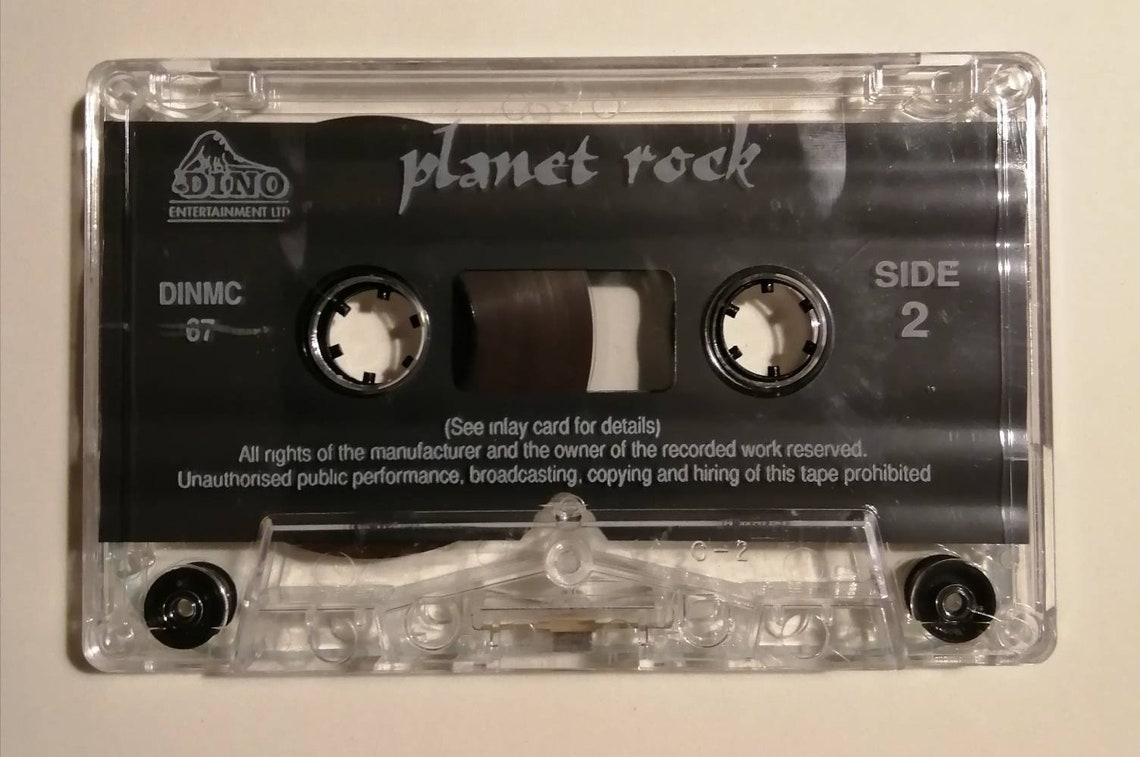 planet rock
DINO
ENTERTAINMENT LTD
DINMC
67
SIDE
2
(See inlay card for details)
All rights of the manufacturer and the owner of the recorded work reserved.
Unauthorised public performance, broadcasting, copying and hiring of this tape prohibited
C-2